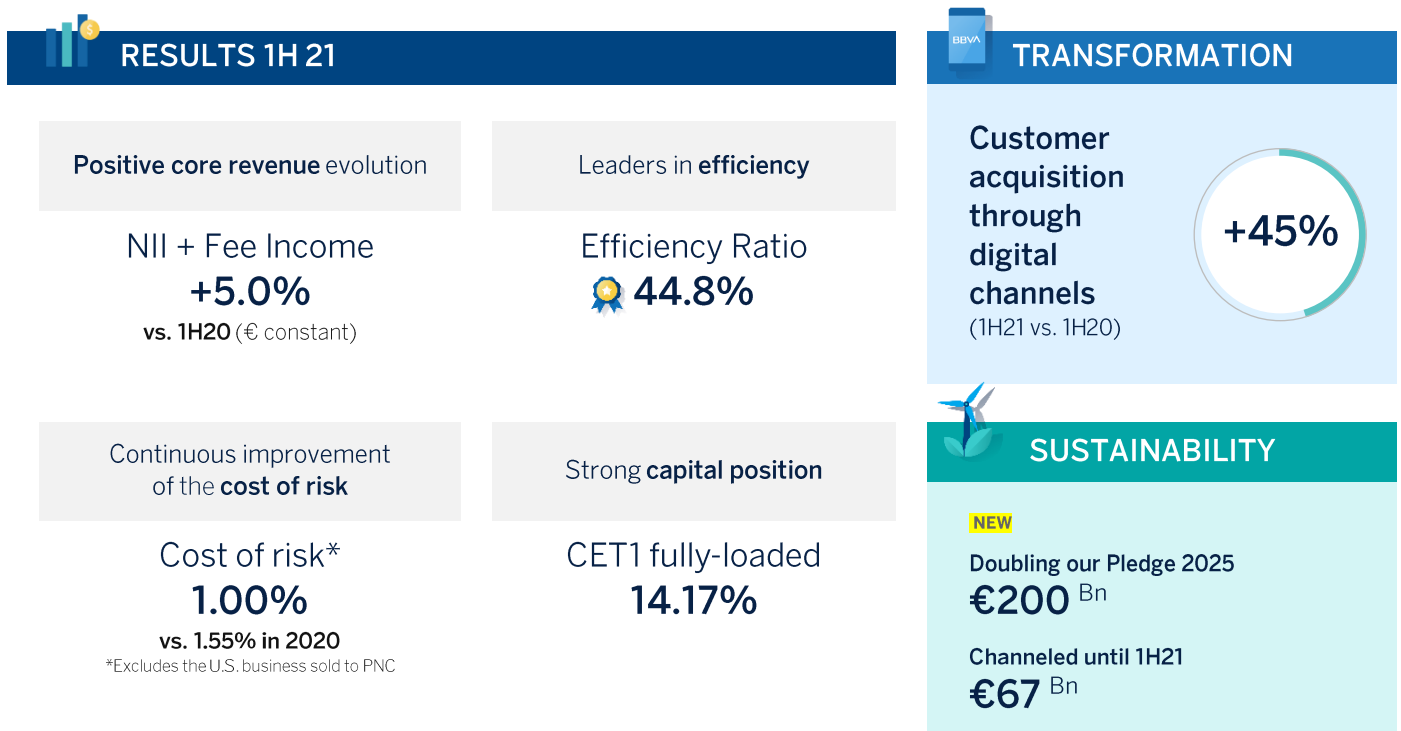 RESULTS 1H 21
Positive core revenue evolution
NII + Fee Income
+5.0%
vs. 1H20 (€ constant)
Leaders in efficiency
Efficiency Ratio
44.8%
Continuous improvement
of the cost of risk
Cost of risk*
1.00%
vs. 1.55% in 2020
*Excludes the U.S. business sold to PNC
Strong capital position
CET1 fully-loaded
14.17%
BBVA
TRANSFORMATION
Customer
acquisition
through
digital
channels
(1H21 vs. 1H20)
+45%
SUSTAINABILITY
NEW
Doubling our Pledge 2025
€200 Bn
Channeled until 1H21
€67 Bn